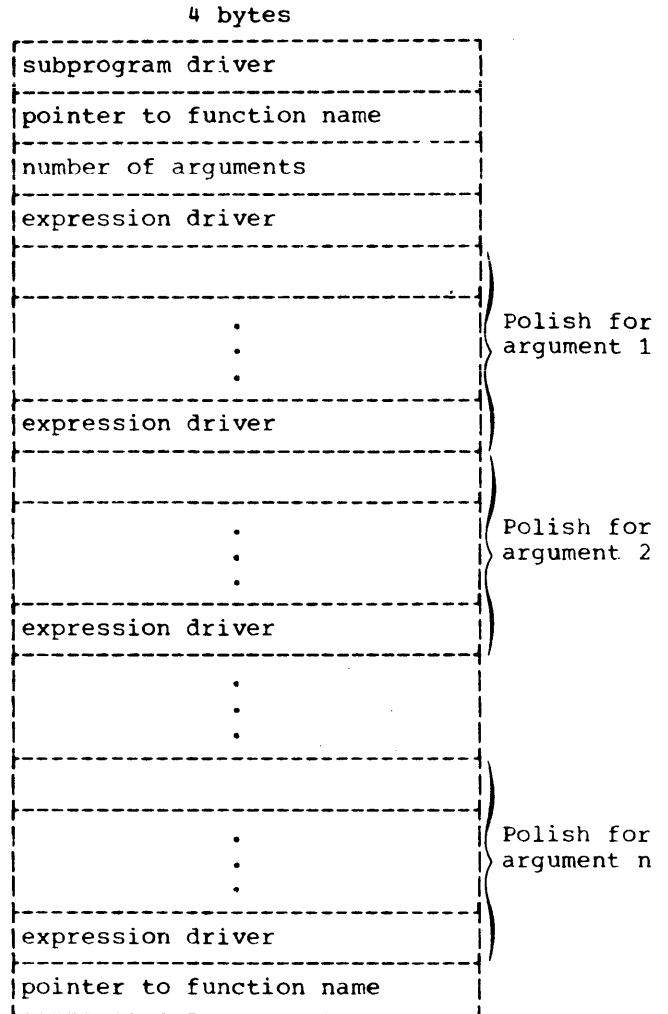 4 bytes
subprogram driver
pointer to function name
number of arguments
expression driver
.
.
.
Polish for
argument 1
expression driver
.
.
.
Polish for
argument 2
expression driver
.
.
.
.
.
.
Polish for
argument n
expression driver
pointer to function name